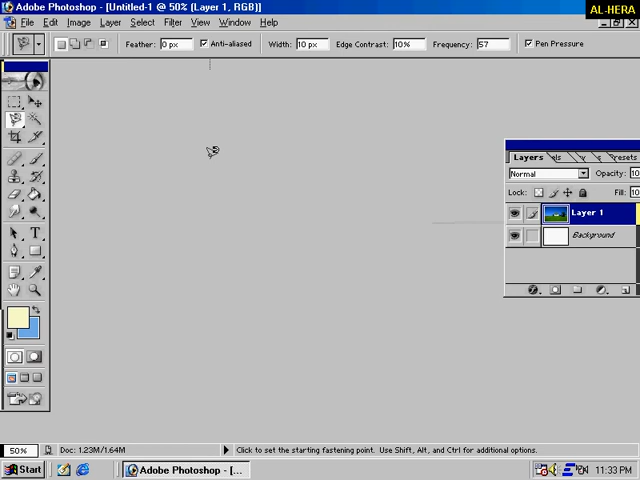 Adobe Photoshop - [Untitled-1 @ 50% (Layer 1, RGB)]
AL-HERA
File Edit Image Layer Select Filter View Window Help
Feather: 0 px Anti-aliased Width: 10 px Edge Contrast: 10% Frequency: 57 Pen Pressure
Layers
Normal Opacity: 10
Lock: Fill: 10
Layer 1
Background
T
50% Doc: 1.23M/1.64M Click to set the starting fastening point. Use Shift, Alt, and Ctrl for additional options.
Start Adobe Photoshop - [... 11:33 PM